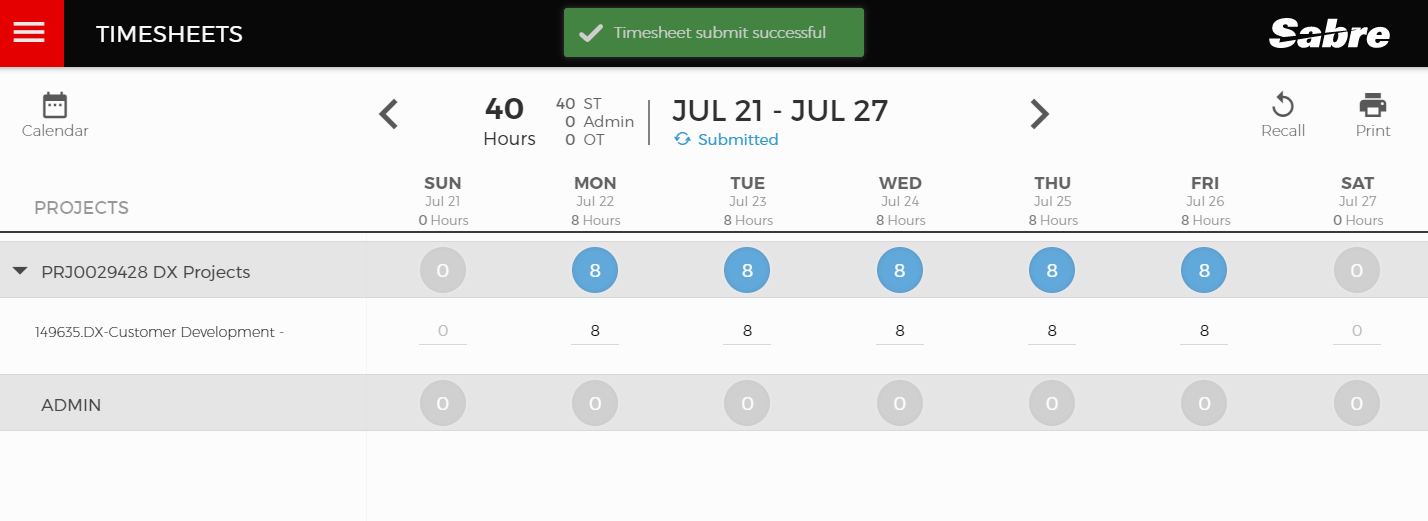 TIMESHEETS
Timesheet submit successful
Sabre
Calendar
40
Hours
40 ST
0 Admin
0 OT
JUL 21 - JUL 27
Submitted
Recall
Print
PROJECTS
SUN
Jul 21
0 Hours
MON
Jul 22
8 Hours
TUE
Jul 23
8 Hours
WED
Jul 24
8 Hours
THU
Jul 25
8 Hours
FRI
Jul 26
8 Hours
SAT
Jul 27
0 Hours
PRJ0029428 DX Projects 0 8 8 8 8 8 0
149635.DX-Customer Development - 0 8 8 8 8 8 0
ADMIN 0 0 0 0 0 0 0